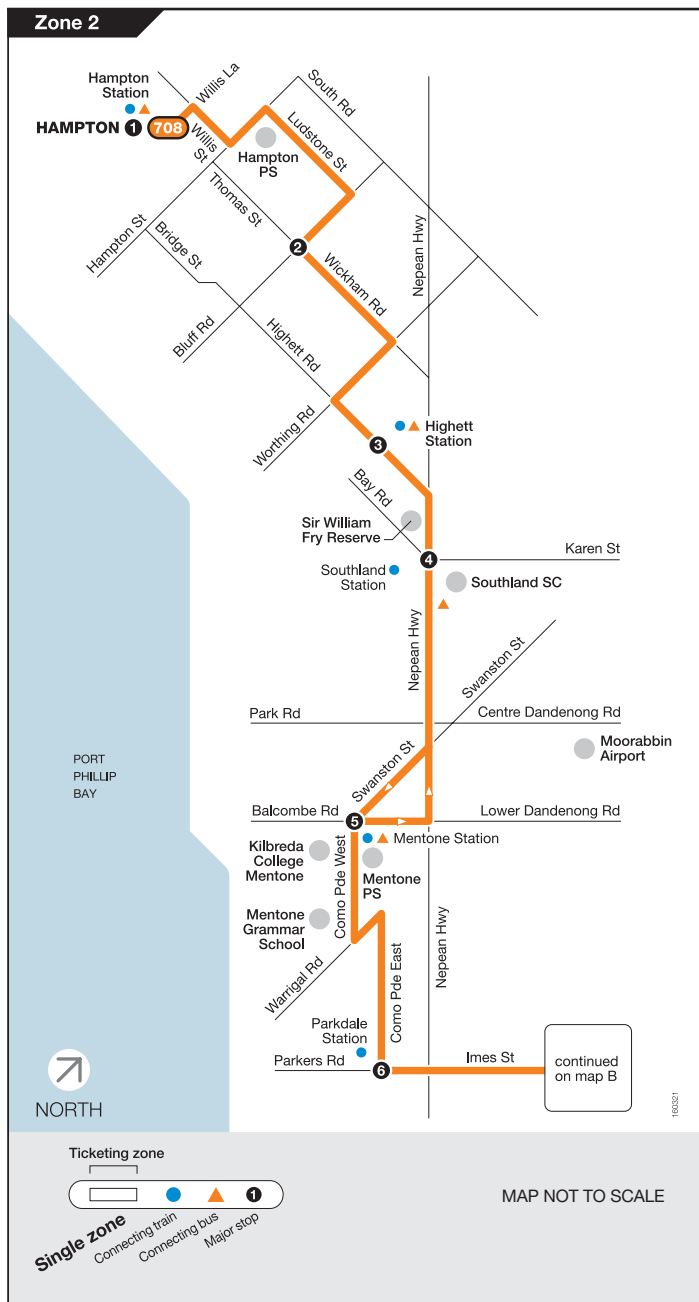 Zone 2
Hampton
Station
HAMPTON 1 708
Willis La
Willis St
South Rd
Ludstone St
Hampton
PS
Thomas St
Hampton St
Bridge St
2
Wickham Rd
Nepean Hwy
Bluff Rd
Highett Rd
Worthing Rd
Highett
Station
3
Bay Rd
Sir William
Fry Reserve
4
Karen St
Southland
Station
Southland SC
Nepean Hwy
Swanston St
Park Rd
Centre Dandenong Rd
Moorabbin
Airport
Swanston St
PORT
PHILLIP
BAY
Balcombe Rd
5
Lower Dandenong Rd
Mentone Station
Kilbreda
College
Mentone
Como Pde West
Mentone
PS
Mentone
Grammar
School
Nepean Hwy
Warrigal Rd
Como Pde East
Parkdale
Station
Parkers Rd
6
Imes St
continued
on map B
NORTH
160321
Ticketing zone
1
Single zone
Connecting train
Connecting bus
Major stop
MAP NOT TO SCALE